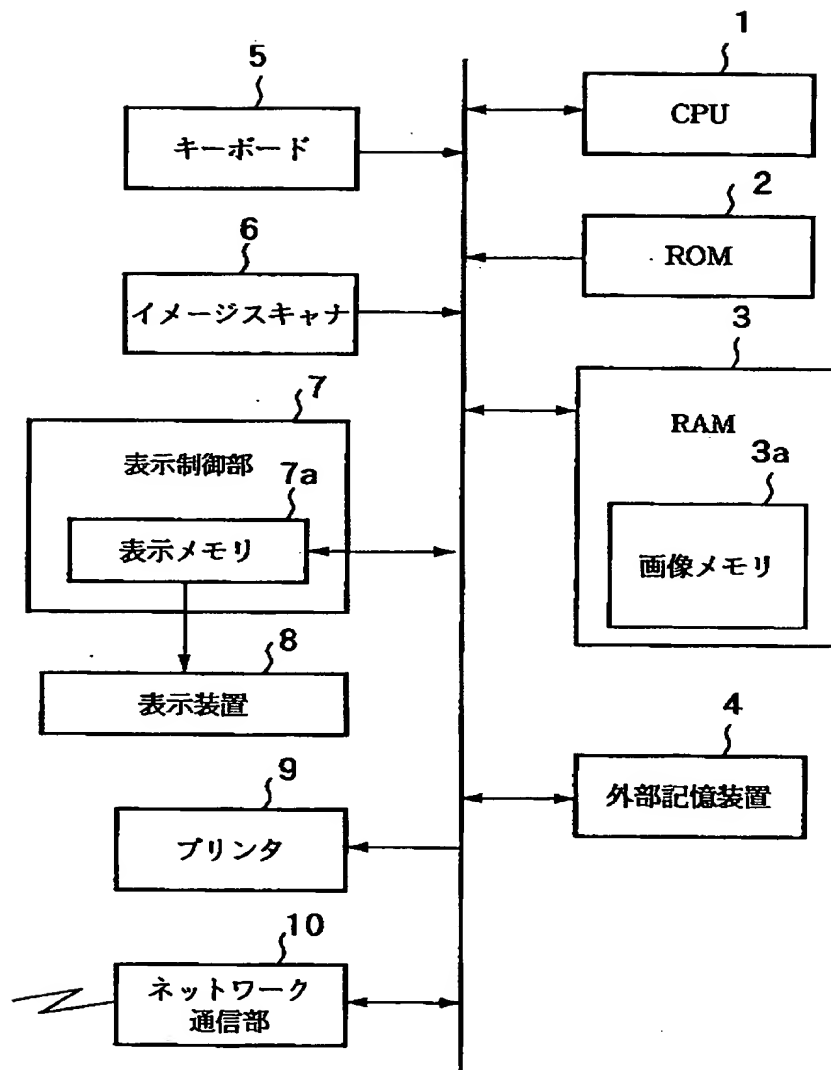 1
CPU
5
キーボード
2
ROM
6
イメージスキャナ
3
RAM
3a
画像メモリ
7
表示制御部
7a
表示メモリ
8
表示装置
4
外部記憶装置
9
プリンタ
10
ネットワーク
通信部